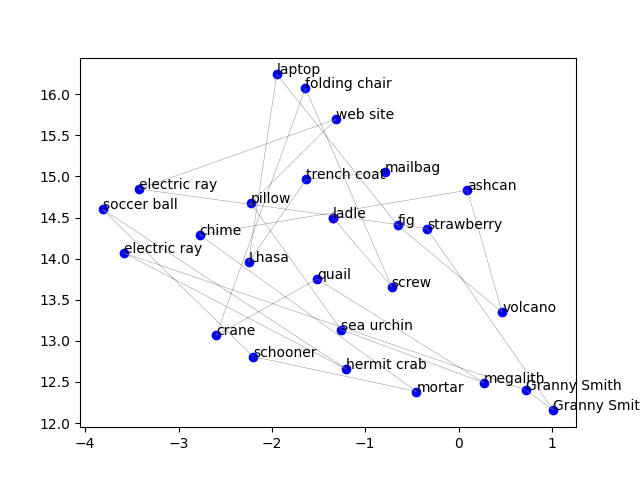 laptop
folding chair
16.0
web site
15.5
trench coat
mailbag
15.0
electric ray
ashcan
pillow
soccer ball
14.5
ladle
fig
strawberry
chime
electric ray
14.0
Lhasa
quail
screw
13.5
volcano
crane
sea urchin
13.0
schooner
hermit crab
12.5
megalith
mortar
Granny Smith
Granny Smit
12.0
−4
−3
−2
−1
0
1